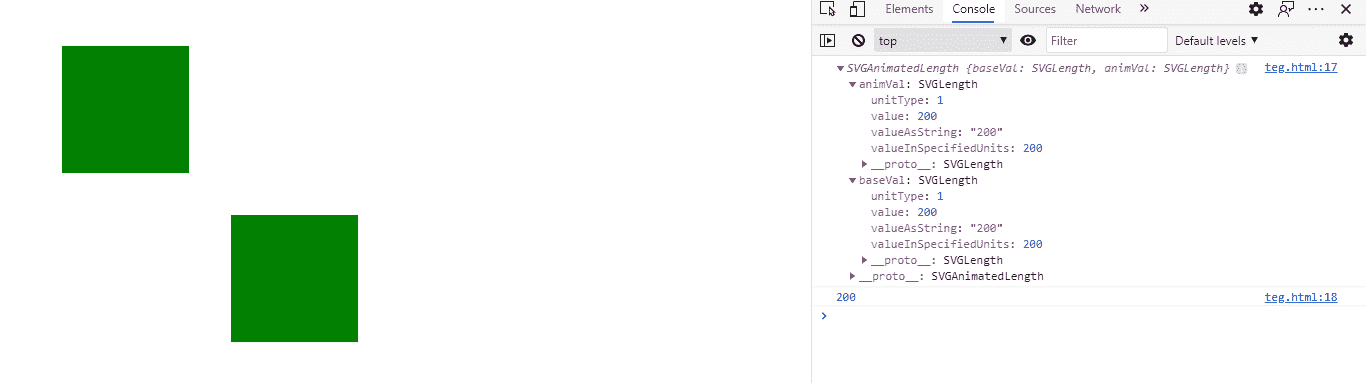 Elements Console Sources Network »
top ▼ Filter Default levels ▼
▼SVGAnimatedLength {baseVal: SVGLength, animVal: SVGLength} i teg.html:17
▼animVal: SVGLength
unitType: 1
value: 200
valueAsString: "200"
valueInSpecifiedUnits: 200
▶__proto__: SVGLength
▼baseVal: SVGLength
unitType: 1
value: 200
valueAsString: "200"
valueInSpecifiedUnits: 200
▶__proto__: SVGLength
▶__proto__: SVGAnimatedLength
200 teg.html:18
>